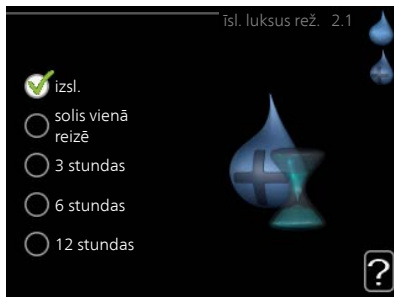 īsl. luksus rež. 2.1
izsl.
solis vienā
reizē
3 stundas
6 stundas
12 stundas
?